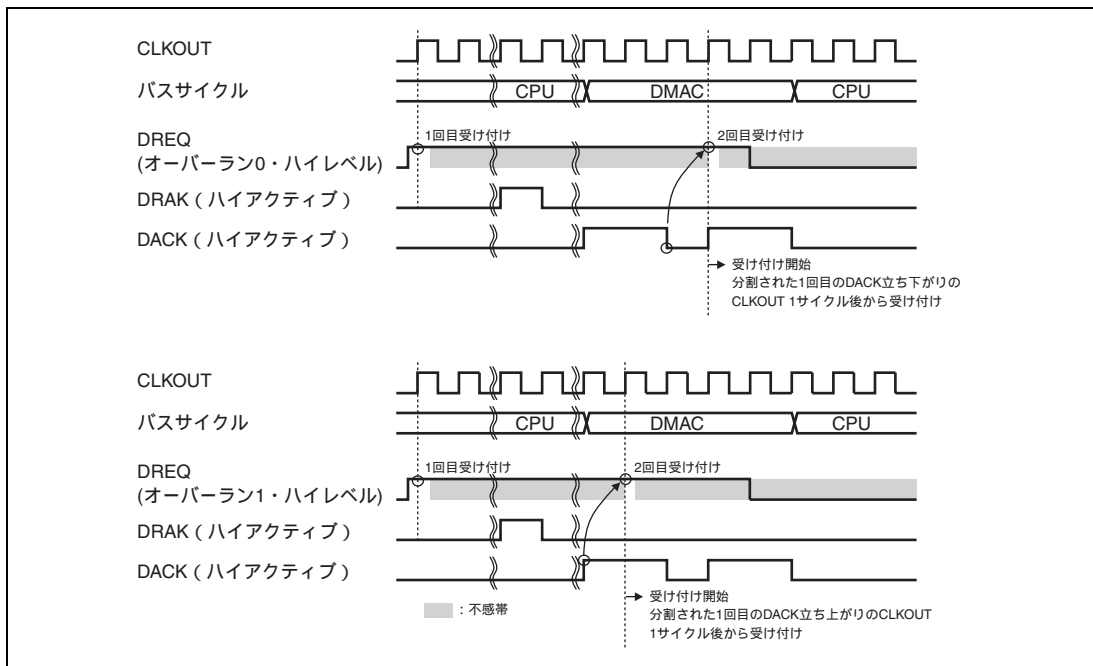 CLKOUT
バスサイクル
CPU
DMAC
CPU
DREQ
(オーバーラン0・ハイレベル)
1回目受け付け
2回目受け付け
DRAK(ハイアクティブ)
DACK(ハイアクティブ)
受け付け開始
分割された1回目のDACK立ち下がりの
CLKOUT 1サイクル後から受け付け
CLKOUT
バスサイクル
CPU
DMAC
CPU
DREQ
(オーバーラン1・ハイレベル)
1回目受け付け
2回目受け付け
DRAK(ハイアクティブ)
DACK(ハイアクティブ)
:不感帯
受け付け開始
分割された1回目のDACK立ち上がりのCLKOUT
1サイクル後から受け付け